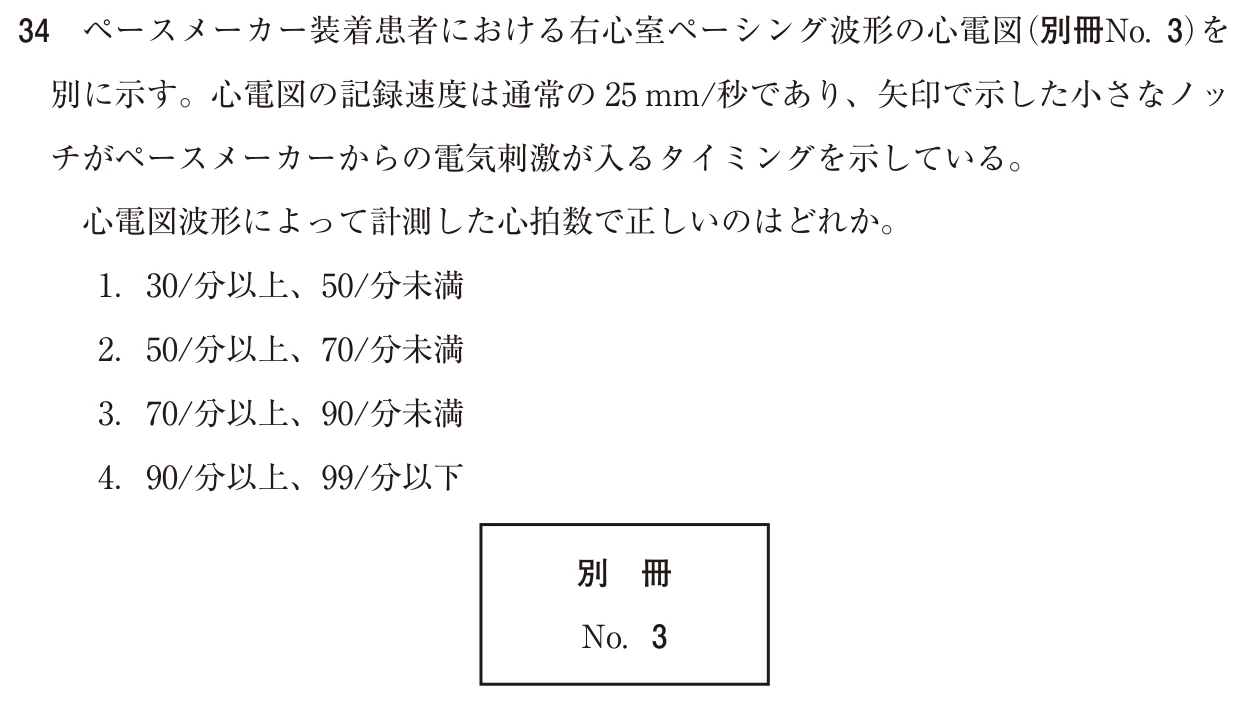 34 ペースメーカー装着患者における右心室ペーシング波形の心電図(別冊No. 3)を
別に示す。心電図の記録速度は通常の 25 mm/秒であり、矢印で示した小さなノッ
チがペースメーカーからの電気刺激が入るタイミングを示している。
心電図波形によって計測した心拍数で正しいのはどれか。
1. 30/分以上、50/分未満
2. 50/分以上、70/分未満
3. 70/分以上、90/分未満
4. 90/分以上、99/分以下
別 冊
No. 3